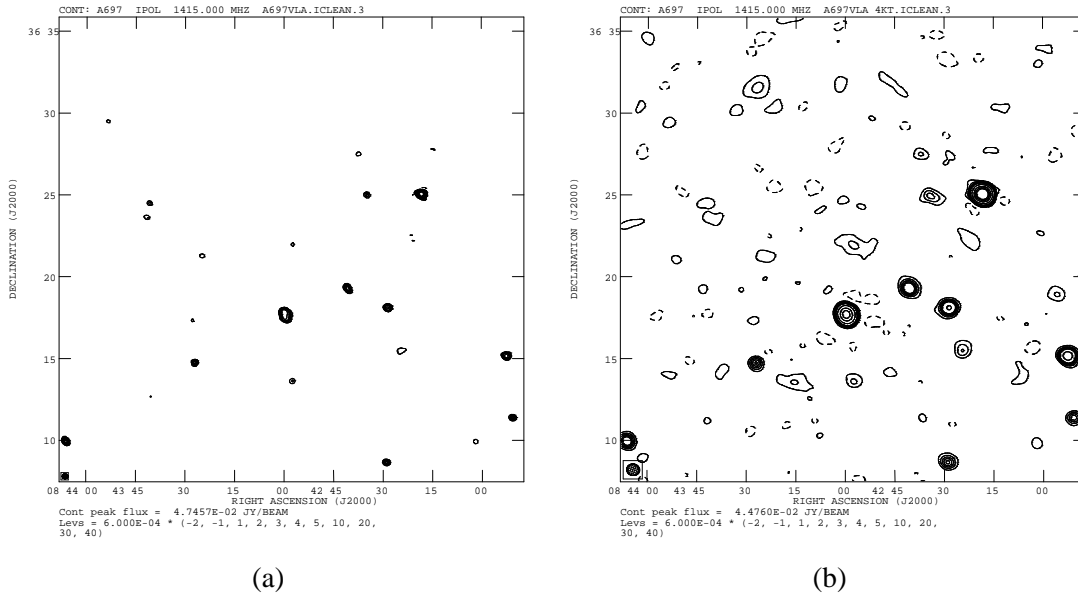 CONT: A697 IPOL 1415.000 MHZ A697VLA.ICLEAN.3
DECLINATION (J2000)
36 35
30
25
20
15
10
08 44 00 43 45 30 15 00 42 45 30 15 00
RIGHT ASCENSION (J2000)
Cont peak flux = 4.7457E-02 JY/BEAM
Levs = 6.000E-04 * (-2, -1, 1, 2, 3, 4, 5, 10, 20,
30, 40)
(a)
CONT: A697 IPOL 1415.000 MHZ A697VLA 4KT.ICLEAN.3
DECLINATION (J2000)
36 35
30
25
20
15
10
08 44 00 43 45 30 15 00 42 45 30 15 00
RIGHT ASCENSION (J2000)
Cont peak flux = 4.4760E-02 JY/BEAM
Levs = 6.000E-04 * (-2, -1, 1, 2, 3, 4, 5, 10, 20,
30, 40)
(b)